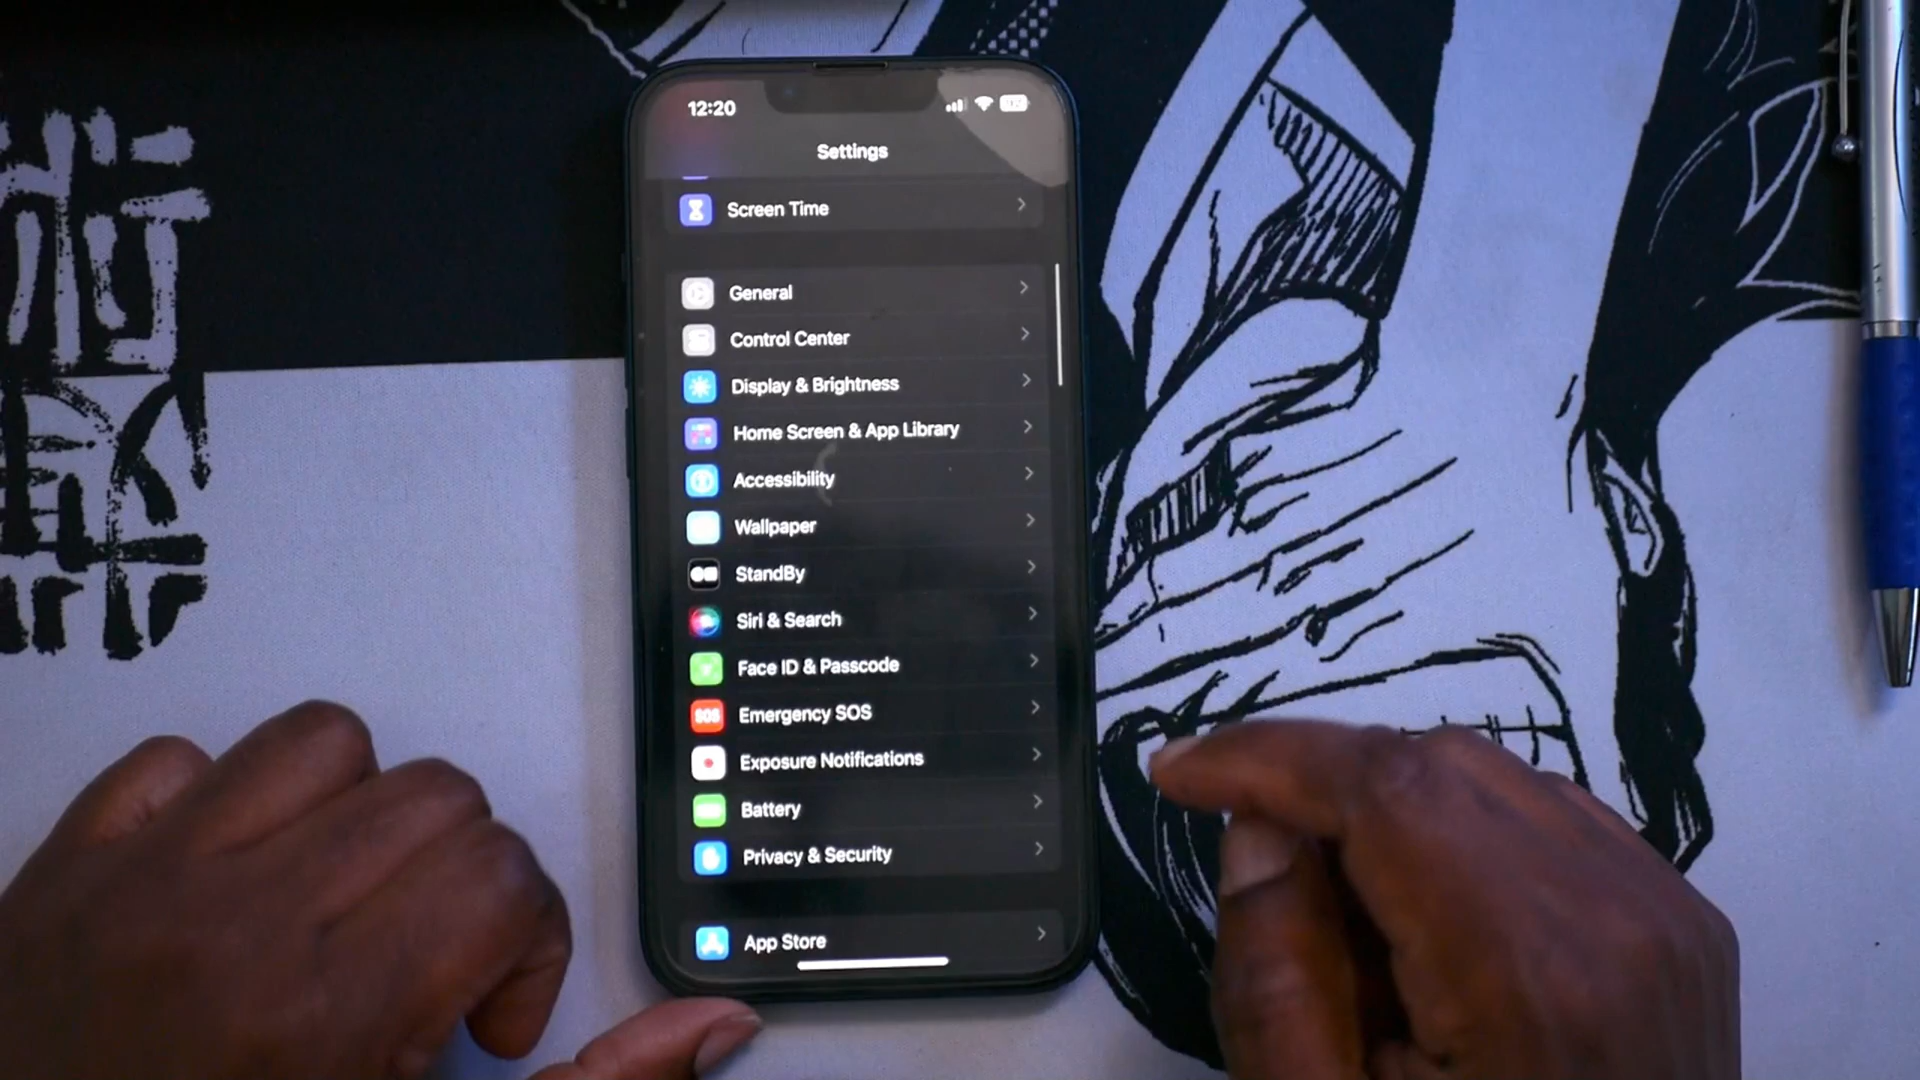 12:20
Settings
Screen Time
General
Control Center
Display & Brightness
Home Screen & App Library
Accessibility
Wallpaper
StandBy
Siri & Search
Face ID & Passcode
SOS Emergency SOS
Exposure Notifications
Battery
Privacy & Security
App Store